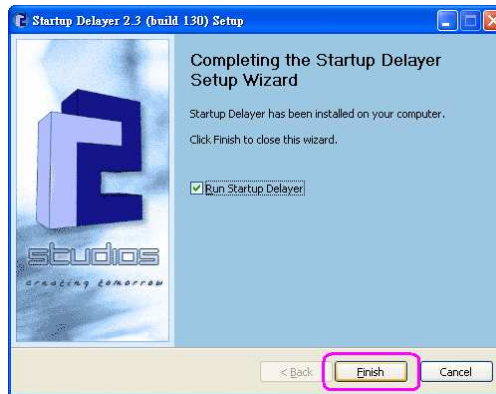 Startup Delayer 2.3 (build 130) Setup
Completing the Startup Delayer
Setup Wizard
Startup Delayer has been installed on your computer.
Click Finish to close this wizard.
Run Startup Delayer
studios
creating tomorrow
< Back
Finish
Cancel